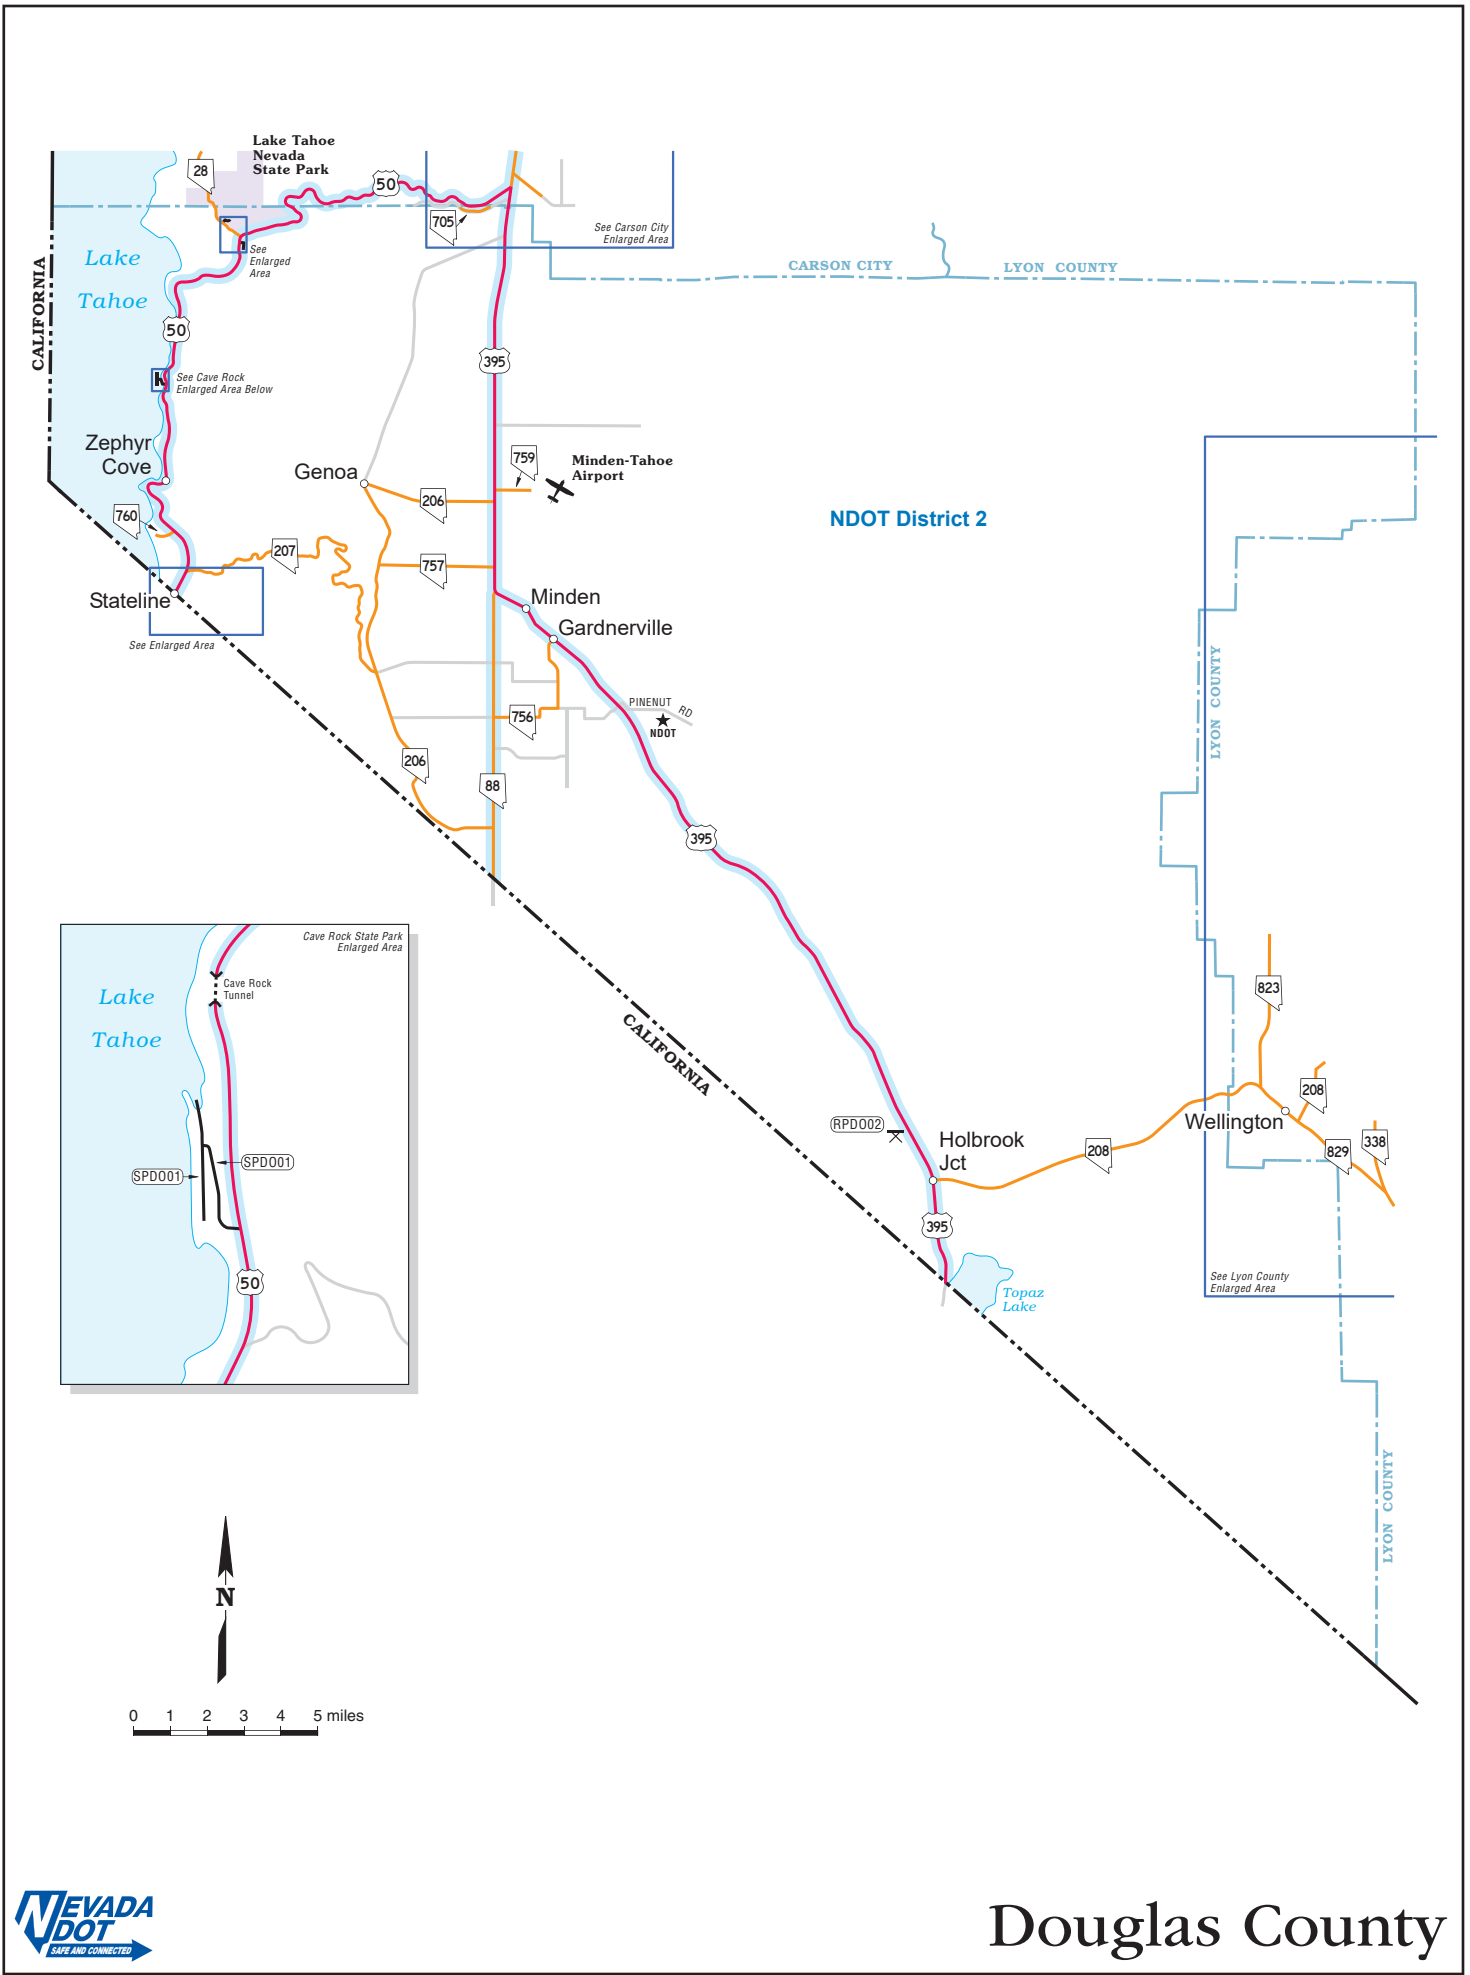 Lake Tahoe
Nevada
State Park
28
50
705
See Carson City
Enlarged Area
See
Enlarged
Area
Lake
Tahoe
CALIFORNIA
CARSON CITY
LYON COUNTY
50
395
See Cave Rock
Enlarged Area Below
Zephyr
Cove
Genoa
759
Minden-Tahoe
Airport
206
760
NDOT District 2
207
757
Stateline
Minden
Gardnerville
See Enlarged Area
LYON COUNTY
PINENUT RD
NDOT
756
206
88
395
Cave Rock State Park
Enlarged Area
Cave Rock
Tunnel
Lake
Tahoe
SPDO01
SPDO01
50
CALIFORNIA
823
208
Wellington
RPDO02
Holbrook
Jct
208
829
338
395
See Lyon County
Enlarged Area
Topaz
Lake
LYON COUNTY
N
0 1 2 3 4 5 miles
NEVADA
DOT
SAFE AND CONNECTED
Douglas County